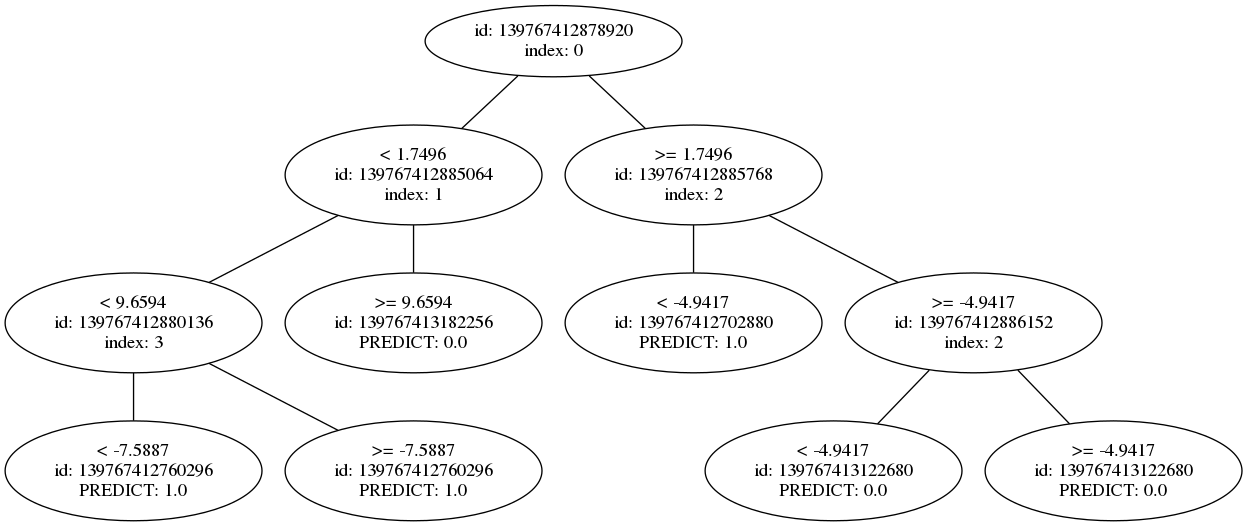 id: 139767412878920
index: 0
< 1.7496
id: 139767412885064
index: 1
>= 1.7496
id: 139767412885768
index: 2
< 9.6594
id: 139767412880136
index: 3
>= 9.6594
id: 139767413182256
PREDICT: 0.0
< -4.9417
id: 139767412702880
PREDICT: 1.0
>= -4.9417
id: 139767412886152
index: 2
< -7.5887
id: 139767412760296
PREDICT: 1.0
>= -7.5887
id: 139767412760296
PREDICT: 1.0
< -4.9417
id: 139767413122680
PREDICT: 0.0
>= -4.9417
id: 139767413122680
PREDICT: 0.0